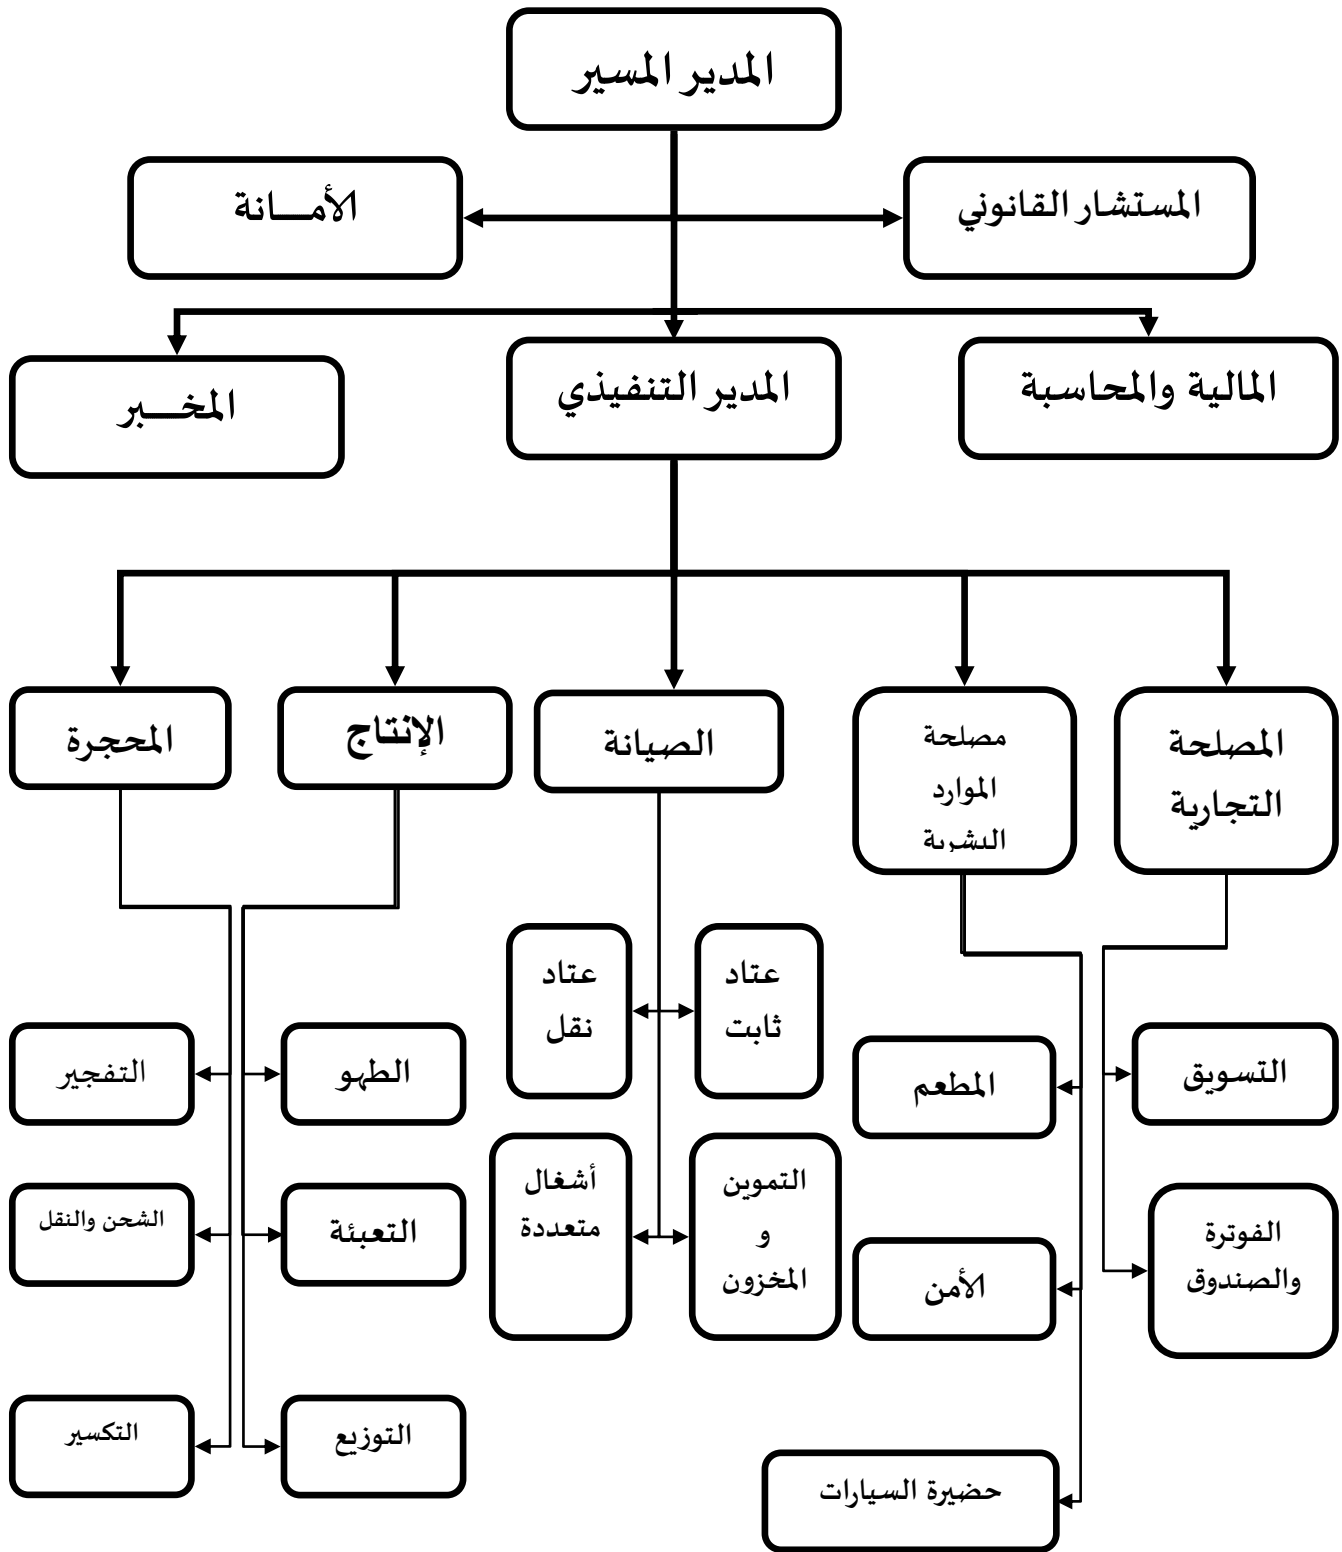 المدير المسير
المستشار القانوني
الأمـــانة
المالية والمحاسبة
المدير التنفيذي
المخـــبر
المصلحة
التجارية
مصلحة
الموارد
البشرية
الصيانة
الإنتاج
المحجرة
عتاد
ثابت
عتاد
نقل
التسويق
المطعم
الطهو
التفجير
التموين
و
المخزون
أشغال
متعددة
الفوترة
والصندوق
الأمن
التعبئة
الشحن والنقل
التوزيع
التكسير
حضيرة السيارات